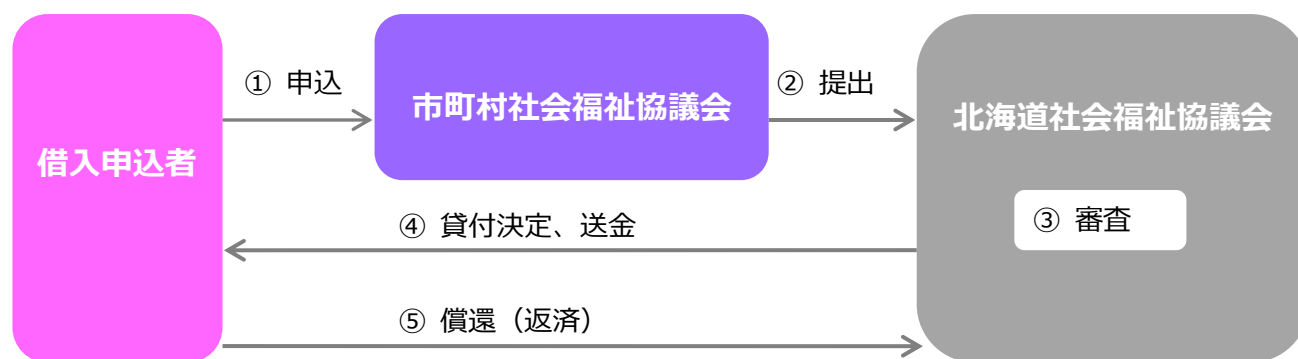 ① 申込
② 提出
市町村社会福祉協議会
北海道社会福祉協議会
借入申込者
③ 審査
④ 貸付決定、送金
⑤ 償還（返済）